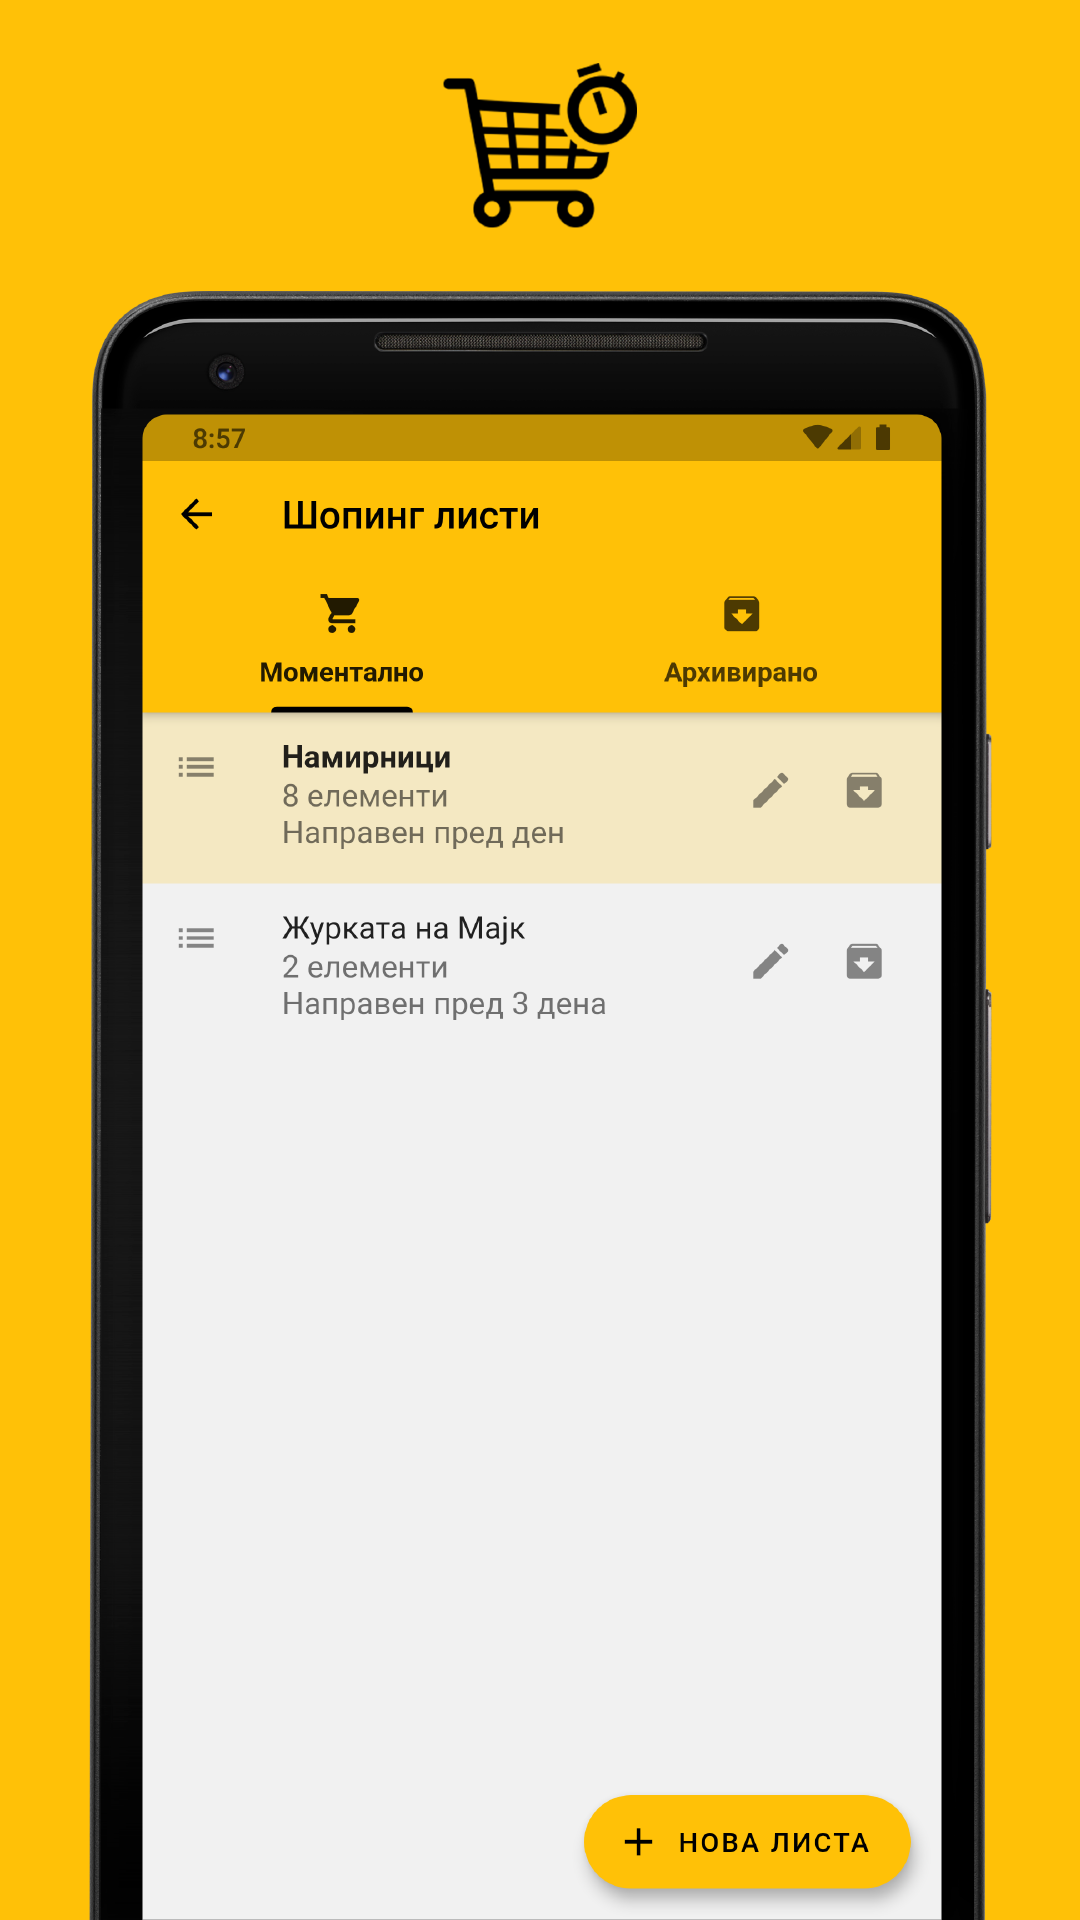 8:57
Шопинг листи
Моментално
Архивирано
Намирници
8 елементи
Направен пред ден
Журката на Мајк
2 елементи
Направен пред 3 дена
НОВА ЛИСТА